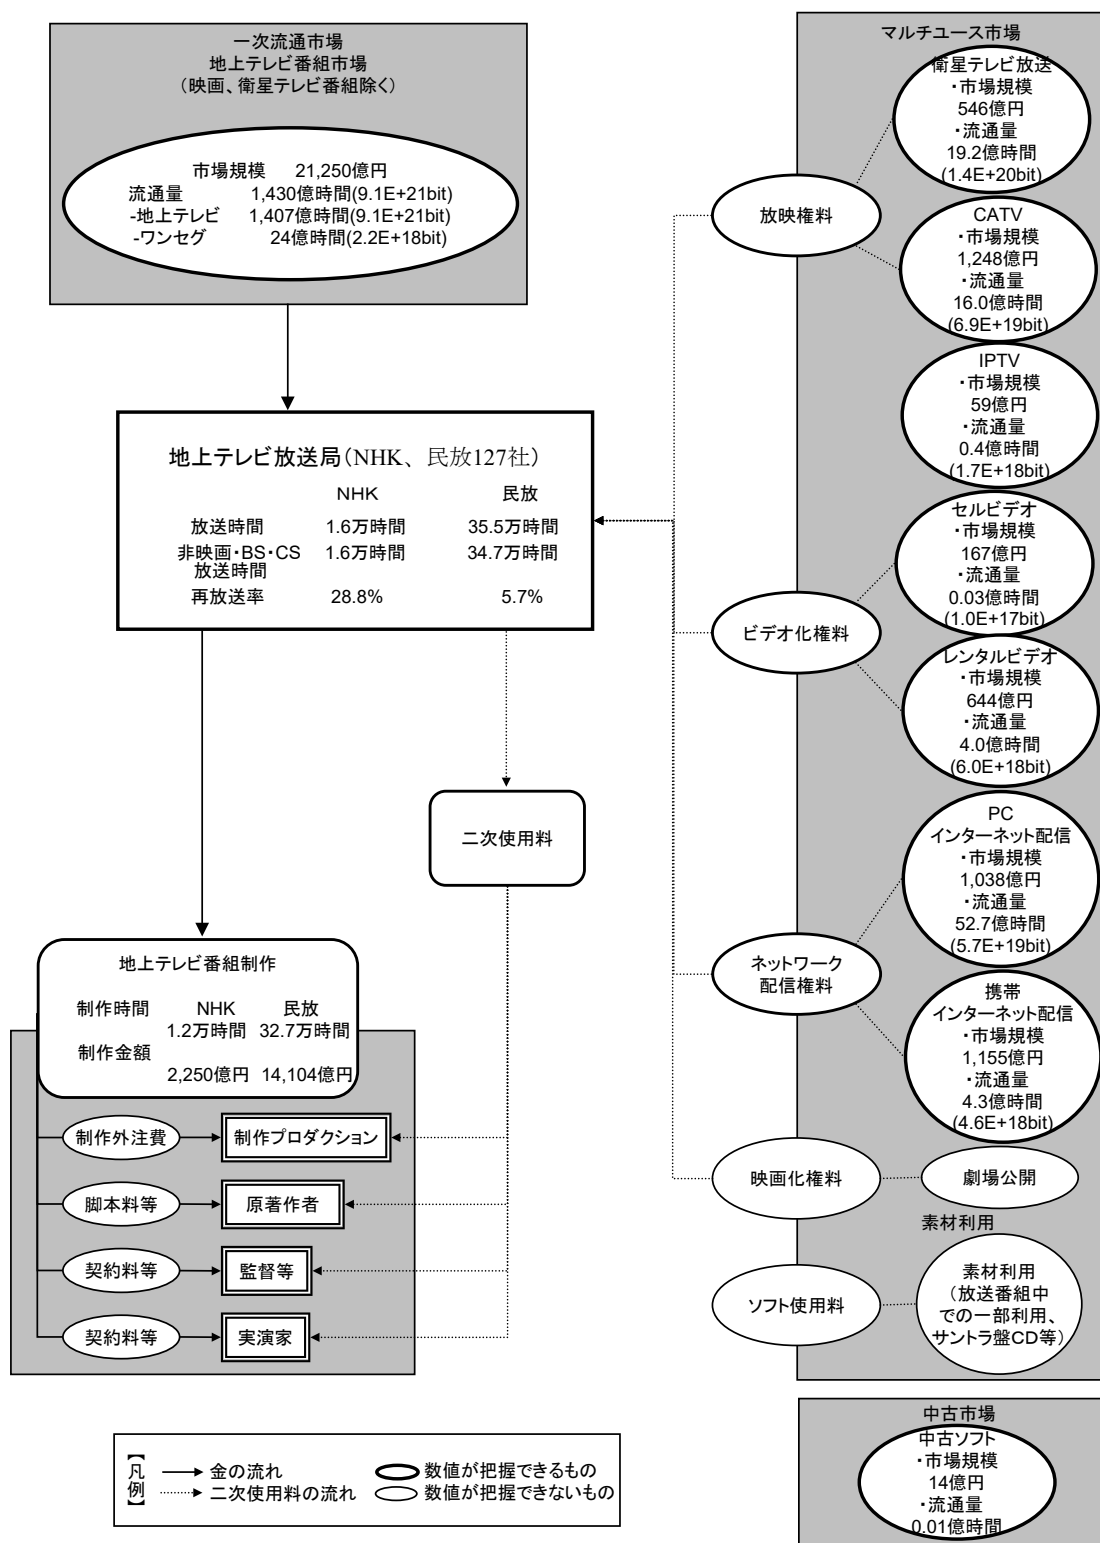 一次流通市場
地上テレビ番組市場
（映画、衛星テレビ番組除く）
市場規模 21,250億円
流通量 1,430億時間(9.1E+21bit)
-地上テレビ 1,407億時間(9.1E+21bit)
-ワンセグ 24億時間(2.2E+18bit)
地上テレビ放送局（NHK、民放127社）
NHK 民放
放送時間 1.6万時間 35.5万時間
非映画・BS・CS 1.6万時間 34.7万時間
放送時間
再放送率 28.8% 5.7%
二次使用料
地上テレビ番組制作
制作時間 NHK 民放
1.2万時間 32.7万時間
制作金額
2,250億円 14,104億円
制作外注費 制作プロダクション
脚本料等 原著作者
契約料等 監督等
契約料等 実演家
マルチユース市場
放映権料
衛星テレビ放送
・市場規模
546億円
・流通量
19.2億時間
(1.4E+20bit)
CATV
・市場規模
1,248億円
・流通量
16.0億時間
(6.9E+19bit)
IPTV
・市場規模
59億円
・流通量
0.4億時間
(1.7E+18bit)
ビデオ化権料
セルビデオ
・市場規模
167億円
・流通量
0.03億時間
(1.0E+17bit)
レンタルビデオ
・市場規模
644億円
・流通量
4.0億時間
(6.0E+18bit)
ネットワーク
配信権料
PC
インターネット配信
・市場規模
1,038億円
・流通量
52.7億時間
(5.7E+19bit)
携帯
インターネット配信
・市場規模
1,155億円
・流通量
4.3億時間
(4.6E+18bit)
映画化権料
劇場公開
素材利用
ソフト使用料
素材利用
（放送番組中
での一部利用、
サントラ盤CD等）
中古市場
中古ソフト
・市場規模
14億円
・流通量
0.01億時間
【凡例】
金の流れ 数値が把握できるもの
二次使用料の流れ 数値が把握できないもの